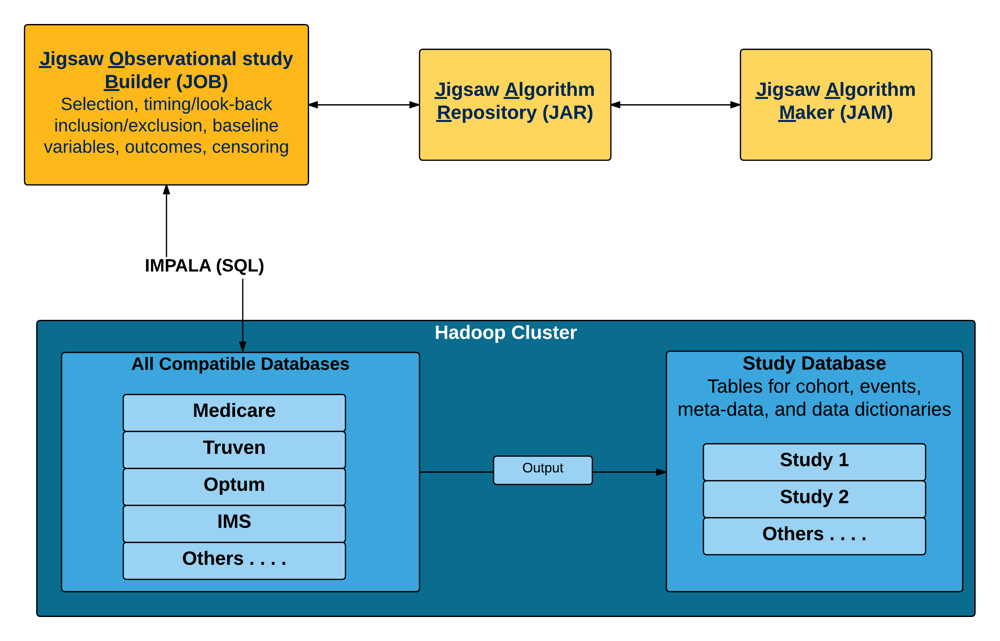 Jigsaw Observational study
Builder (JOB)
Selection, timing/look-back
inclusion/exclusion, baseline
variables, outcomes, censoring
Jigsaw Algorithm
Repository (JAR)
Jigsaw Algorithm
Maker (JAM)
IMPALA (SQL)
Hadoop Cluster
All Compatible Databases
Medicare
Truven
Optum
IMS
Others . . . .
Output
Study Database
Tables for cohort, events,
meta-data, and data dictionaries
Study 1
Study 2
Others . . . .